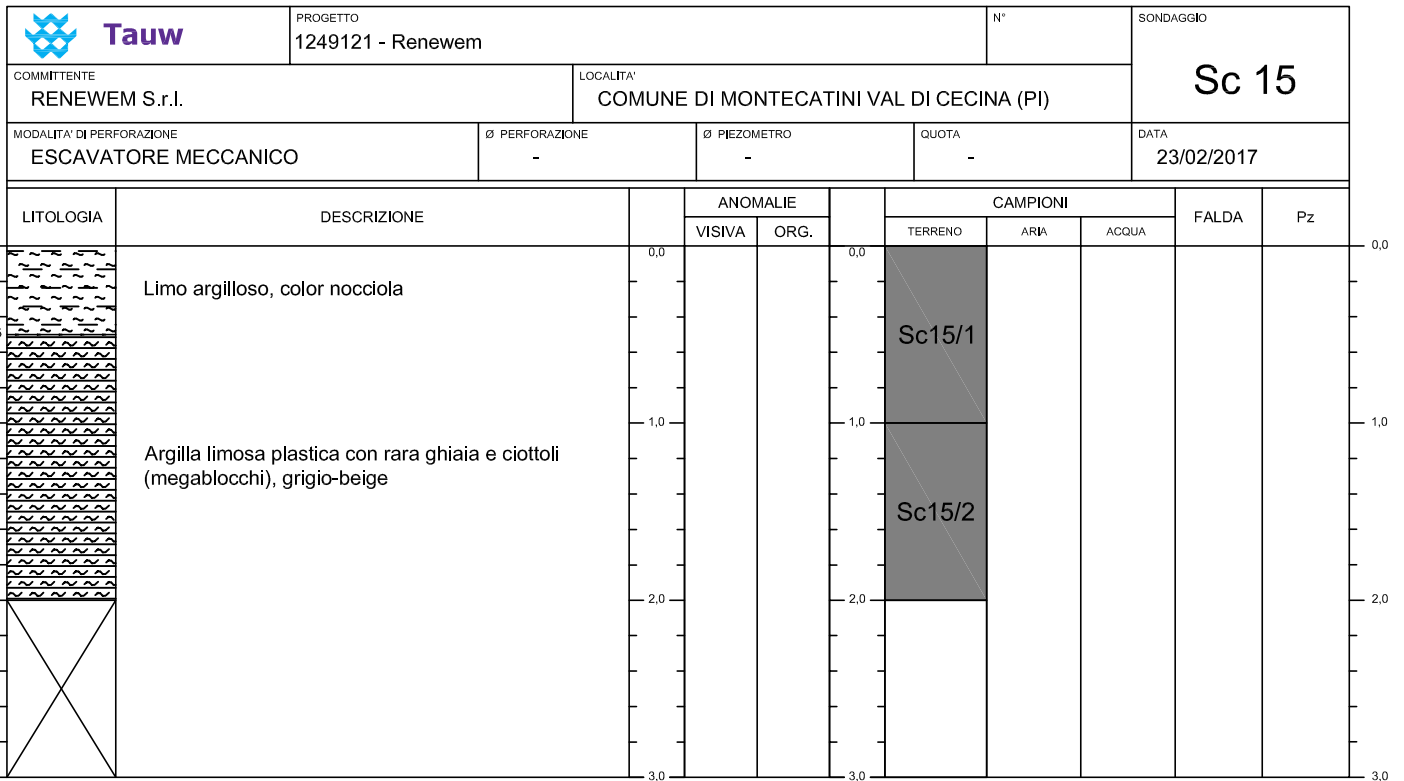 Tauw
PROGETTO
1249121 - Renewem
N°
SONDAGGIO
Sc 15
COMMITTENTE
RENEWEM S.r.l.
LOCALITA'
COMUNE DI MONTECATINI VAL DI CECINA (PI)
MODALITA' DI PERFORAZIONE
ESCAVATORE MECCANICO
Ø PERFORAZIONE
-
Ø PIEZOMETRO
-
QUOTA
-
DATA
23/02/2017
LITOLOGIA
DESCRIZIONE
ANOMALIE
VISIVA
ORG.
CAMPIONI
TERRENO
ARIA
ACQUA
FALDA
Pz
0,0
0,0
0,0
Limo argilloso, color nocciola
Sc15/1
1,0
1,0
1,0
Argilla limosa plastica con rara ghiaia e ciottoli
(megablocchi), grigio-beige
Sc15/2
2,0
2,0
2,0
3,0
3,0
3,0